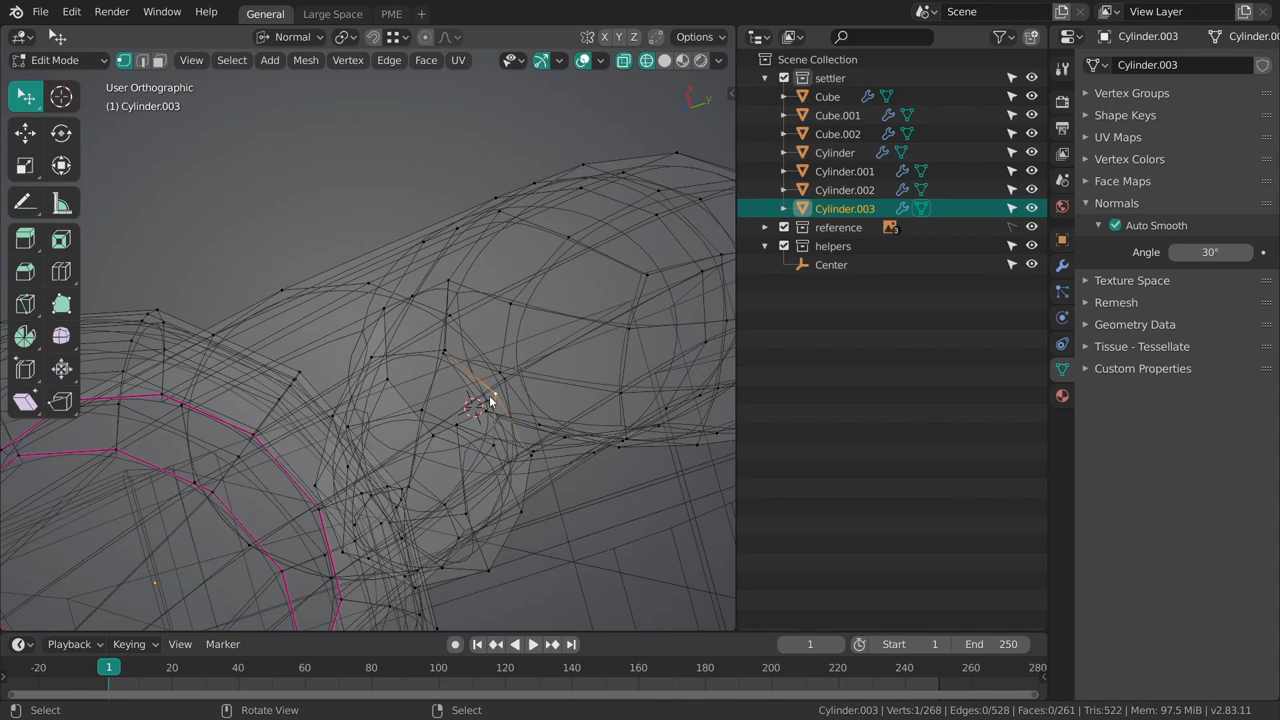 File Edit Render Window Help General Large Space PME + Scene View Layer
Normal X Y Z Options Cylinder.003 Cylinder.00
Edit Mode View Select Add Mesh Vertex Edge Face UV
User Orthographic
(1) Cylinder.003
y
Scene Collection
settler
Cube
Cube.001
Cube.002
Cylinder
Cylinder.001
Cylinder.002
Cylinder.003
reference 3
helpers
Center
Cylinder.003
Vertex Groups
Shape Keys
UV Maps
Vertex Colors
Face Maps
Normals
Auto Smooth
Angle 30°
Texture Space
Remesh
Geometry Data
Tissue - Tessellate
Custom Properties
Playback Keying View Marker 1 Start 1 End 250
-20 1 20 40 60 80 100 120 140 160 180 200 220 240 260 280
Select Rotate View Select Cylinder.003 | Verts:1/268 | Edges:0/528 | Faces:0/261 | Tris:522 | Mem: 97.5 MiB | v2.83.11